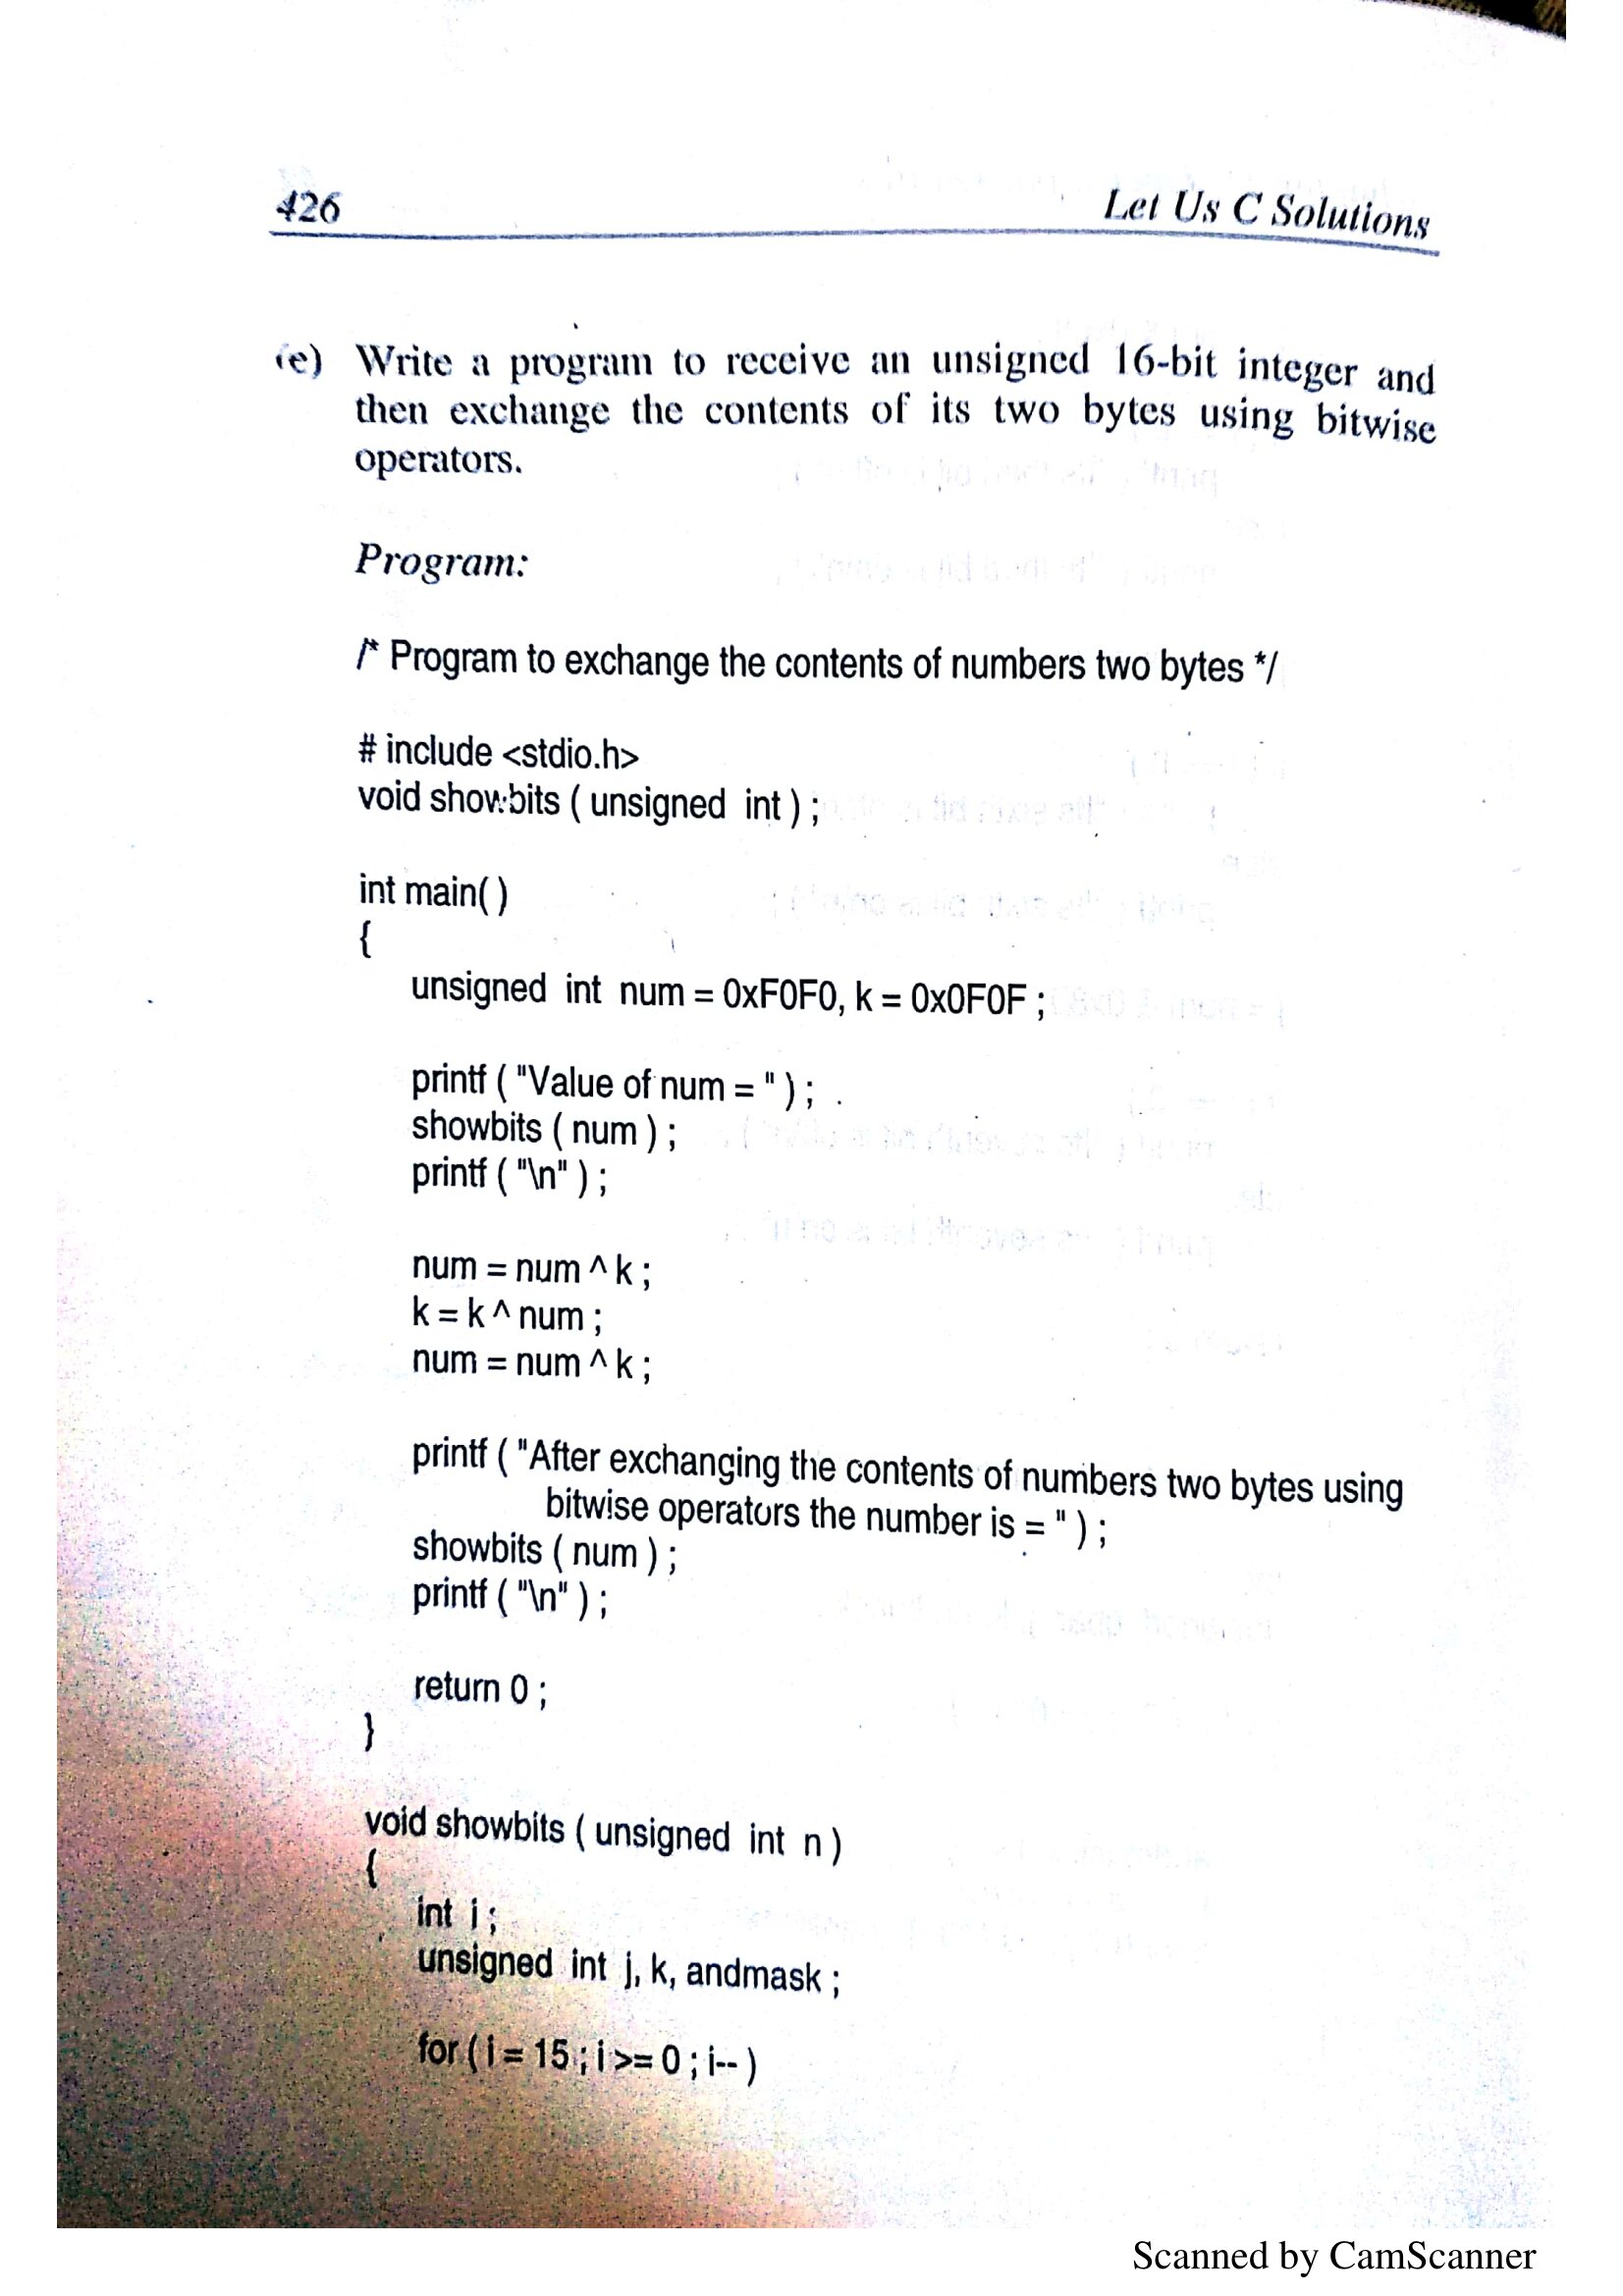 426 Let Us C Solutions
(e) Write a program to receive an unsigned 16-bit integer and
then exchange the contents of its two bytes using bitwise
operators.
Program:
/* Program to exchange the contents of numbers two bytes */
# include <stdio.h>
void showbits ( unsigned int ) ;
int main( )
{
unsigned int num = 0xF0F0, k = 0x0F0F ;
printf ( "Value of num = " ) ;
showbits ( num ) ;
printf ( "\n" ) ;
num = num ^ k ;
k = k ^ num ;
num = num ^ k ;
printf ( "After exchanging the contents of numbers two bytes using
bitwise operators the number is = " ) ;
showbits ( num ) ;
printf ( "\n" ) ;
return 0 ;
}
void showbits ( unsigned int n )
{
int i ;
unsigned int j, k, andmask ;
for ( i = 15 ; i >= 0 ; i-- )
Scanned by CamScanner